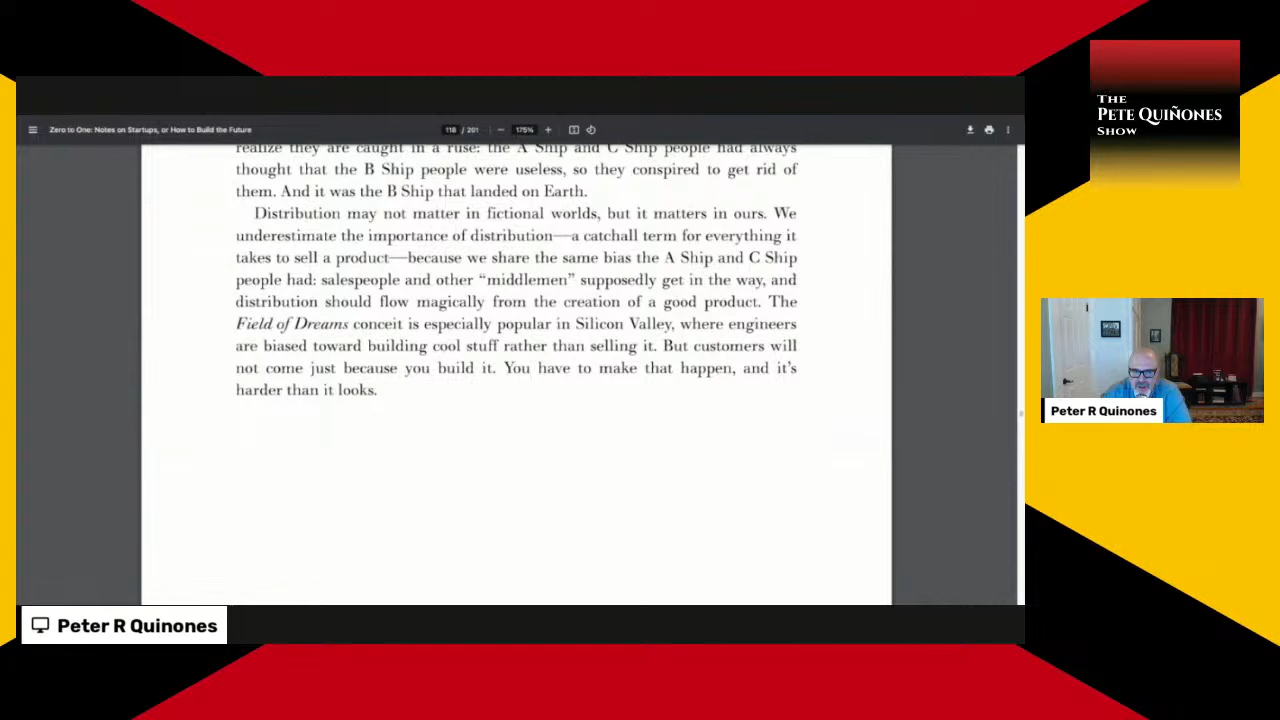 THE
PETE QUIÑONES
SHOW
Zero to One: Notes on Startups, or How to Build the Future
118 / 201
175%
realize they are caught in a ruse: the A Ship and C Ship people had always
thought that the B Ship people were useless, so they conspired to get rid of
them. And it was the B Ship that landed on Earth.
Distribution may not matter in fictional worlds, but it matters in ours. We
underestimate the importance of distribution—a catchall term for everything it
takes to sell a product—because we share the same bias the A Ship and C Ship
people had: salespeople and other “middlemen” supposedly get in the way, and
distribution should flow magically from the creation of a good product. The
Field of Dreams conceit is especially popular in Silicon Valley, where engineers
are biased toward building cool stuff rather than selling it. But customers will
not come just because you build it. You have to make that happen, and it’s
harder than it looks.
Peter R Quinones
Peter R Quinones